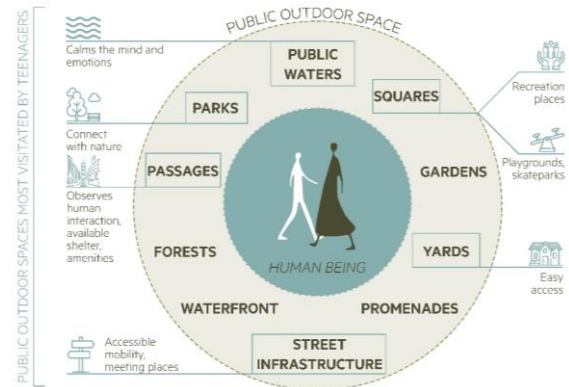 PUBLIC OUTDOOR SPACES MOST VISITATED BY TEENAGERS
PUBLIC OUTDOOR SPACE
Calms the mind and
emotions
PUBLIC
WATERS
SQUARES
Recreation
places
PARKS
Connect
with nature
Playgrounds,
skateparks
PASSAGES
GARDENS
Observes
human
interaction,
available
shelter,
amenities
FORESTS
HUMAN BEING
YARDS
Easy
access
WATERFRONT
PROMENADES
Accessible
mobility,
meeting places
STREET
INFRASTRUCTURE